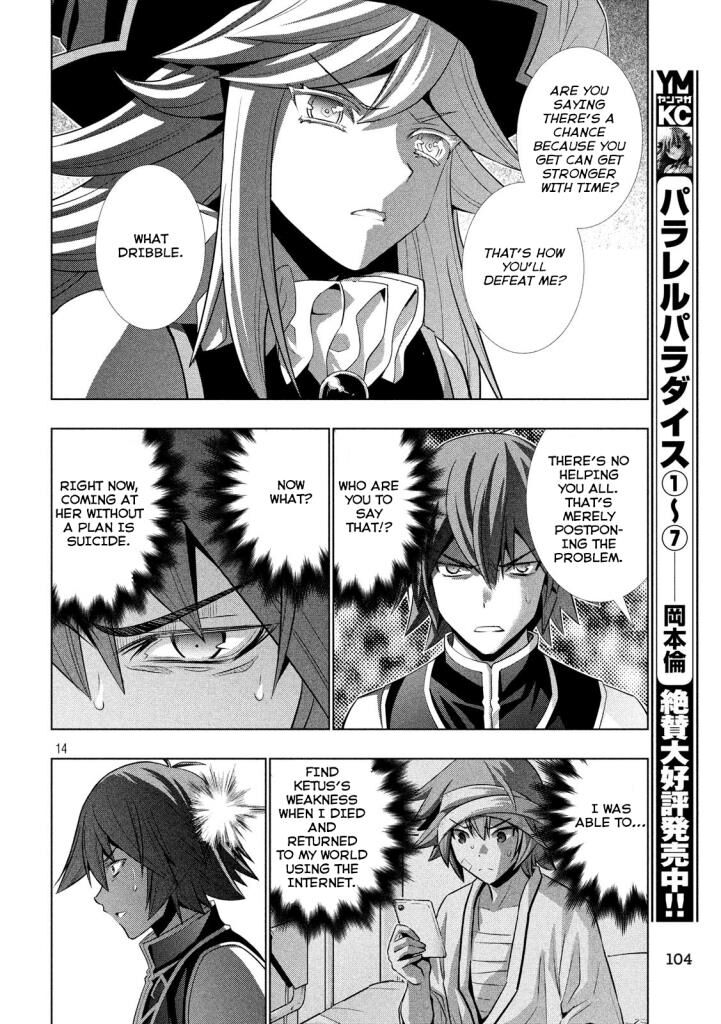 ARE YOU
SAYING
THERE'S A
CHANCE
BECAUSE YOU
GET CAN GET
STRONGER
WITH TIME?
THAT'S HOW
YOU'LL
DEFEAT ME?
WHAT
DRIBBLE.
THERE'S NO
HELPING
YOU ALL.
THAT'S
MERELY
POSTPON-
ING THE
PROBLEM.
WHO ARE
YOU TO
SAY
THAT!?
NOW
WHAT?
RIGHT NOW,
COMING AT
HER WITHOUT
A PLAN IS
SUICIDE.
14
I WAS
ABLE TO...
FIND
KETUS'S
WEAKNESS
WHEN I DIED
AND
RETURNED
TO MY WORLD
USING THE
INTERNET.
YM
ヤンマガ
KC
パラレルパラダイス①〜⑦
岡本倫
絶賛大好評発売中!!
104